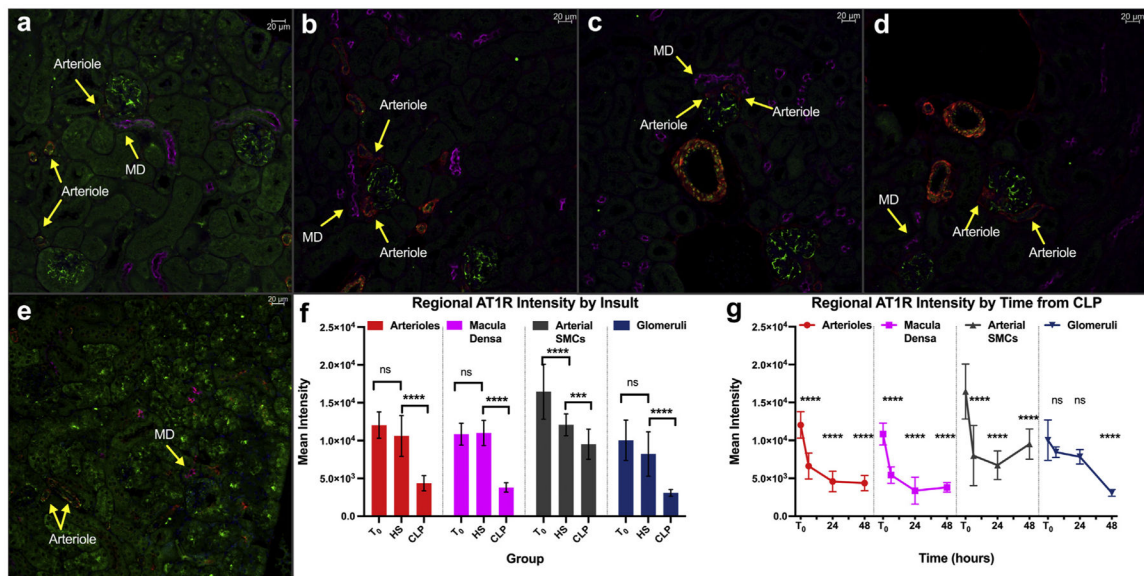 a
20 μm
Arteriole
MD
Arteriole
b
20 μm
Arteriole
MD
Arteriole
c
20 μm
MD
Arteriole
Arteriole
d
20 μm
MD
Arteriole
Arteriole
e
20 μm
MD
Arteriole
f
Regional AT1R Intensity by Insult
Arterioles
Macula
Densa
Arterial
SMCs
Glomeruli
2.5×10⁴
2.0×10⁴
1.5×10⁴
1.0×10⁴
5.0×10³
0.0
Mean Intensity
ns
****
ns
****
****
***
ns
****
T₀ HS CLP T₀ HS CLP T₀ HS CLP T₀ HS CLP
Group
g
Regional AT1R Intensity by Time from CLP
Arterioles
Macula
Densa
Arterial
SMCs
Glomeruli
2.5×10⁴
2.0×10⁴
1.5×10⁴
1.0×10⁴
5.0×10³
0.0
Mean Intensity
**** **** **** **** **** **** **** **** **** ns ns ****
T₀ 24 48 T₀ 24 48 T₀ 24 48 T₀ 24 48
Time (hours)